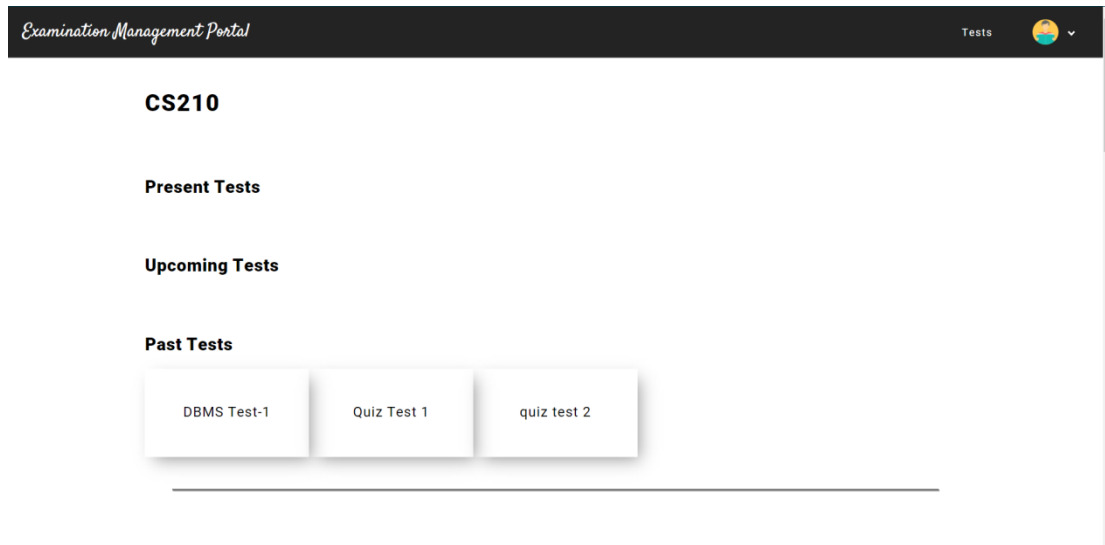 Examination Management Portal
Tests
CS210
Present Tests
Upcoming Tests
Past Tests
DBMS Test-1
Quiz Test 1
quiz test 2